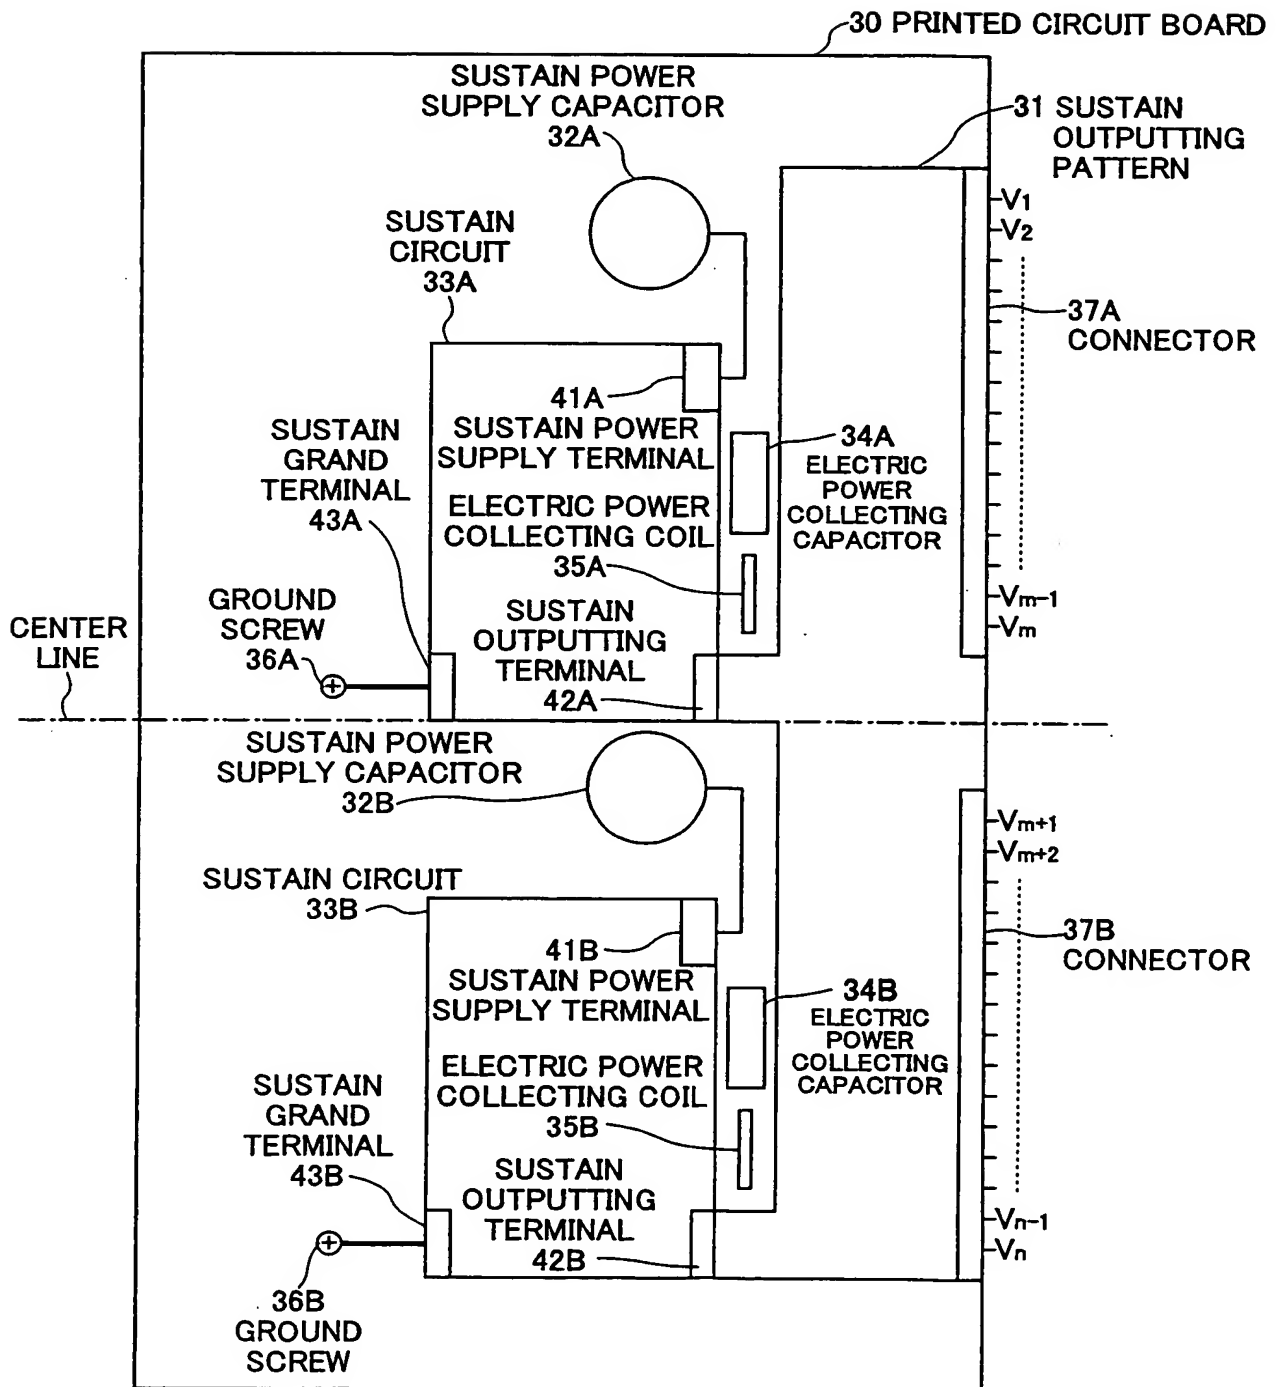 30 PRINTED CIRCUIT BOARD
SUSTAIN POWER
SUPPLY CAPACITOR
32A
31 SUSTAIN
OUTPUTTING
PATTERN
V1
V2
SUSTAIN
CIRCUIT
33A
37A
CONNECTOR
41A
SUSTAIN POWER
SUPPLY TERMINAL
SUSTAIN
GRAND
TERMINAL
43A
34A
ELECTRIC
POWER
COLLECTING
CAPACITOR
ELECTRIC POWER
COLLECTING COIL
35A
GROUND
SCREW
36A
SUSTAIN
OUTPUTTING
TERMINAL
42A
Vm-1
Vm
CENTER
LINE
SUSTAIN POWER
SUPPLY CAPACITOR
32B
Vm+1
Vm+2
SUSTAIN CIRCUIT
33B
37B
CONNECTOR
41B
SUSTAIN POWER
SUPPLY TERMINAL
34B
ELECTRIC
POWER
COLLECTING
CAPACITOR
ELECTRIC POWER
COLLECTING COIL
35B
SUSTAIN
GRAND
TERMINAL
43B
SUSTAIN
OUTPUTTING
TERMINAL
42B
Vn-1
Vn
36B
GROUND
SCREW